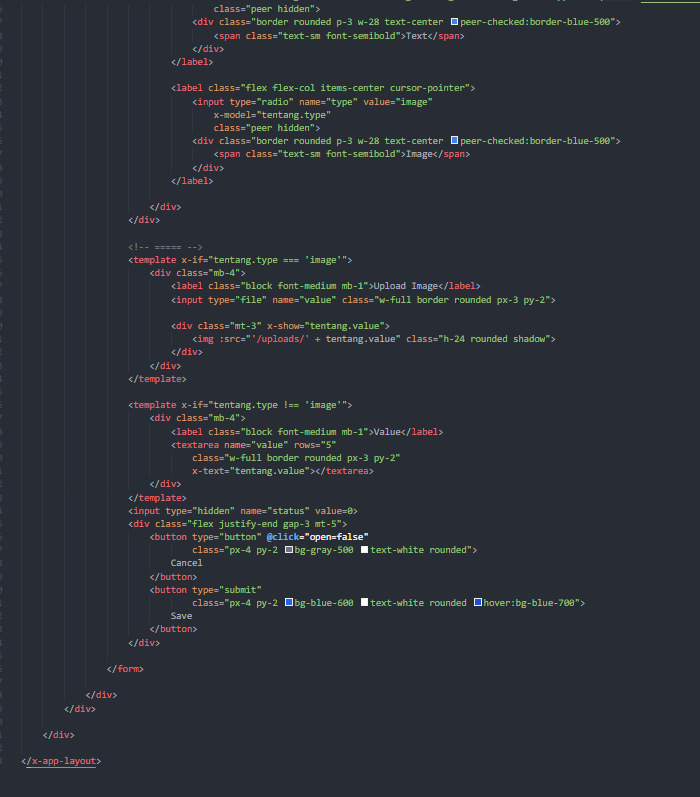 class="peer hidden">
<div class="border rounded p-3 w-28 text-center peer-checked:border-blue-500">
<span class="text-sm font-semibold">Text</span>
</div>
</label>
<label class="flex flex-col items-center cursor-pointer">
<input type="radio" name="type" value="image"
x-model="tentang.type"
class="peer hidden">
<div class="border rounded p-3 w-28 text-center peer-checked:border-blue-500">
<span class="text-sm font-semibold">Image</span>
</div>
</label>
</div>
</div>
<!-- ===== -->
<template x-if="tentang.type === 'image'">
<div class="mb-4">
<label class="block font-medium mb-1">Upload Image</label>
<input type="file" name="value" class="w-full border rounded px-3 py-2">
<div class="mt-3" x-show="tentang.value">
<img :src="'/uploads/' + tentang.value" class="h-24 rounded shadow">
</div>
</div>
</template>
<template x-if="tentang.type !== 'image'">
<div class="mb-4">
<label class="block font-medium mb-1">Value</label>
<textarea name="value" rows="5"
class="w-full border rounded px-3 py-2"
x-text="tentang.value"></textarea>
</div>
</template>
<input type="hidden" name="status" value=0>
<div class="flex justify-end gap-3 mt-5">
<button type="button" @click="open=false"
class="px-4 py-2 bg-gray-500 text-white rounded">
Cancel
</button>
<button type="submit"
class="px-4 py-2 bg-blue-600 text-white rounded hover:bg-blue-700">
Save
</button>
</div>
</form>
</div>
</div>
</div>
</x-app-layout>